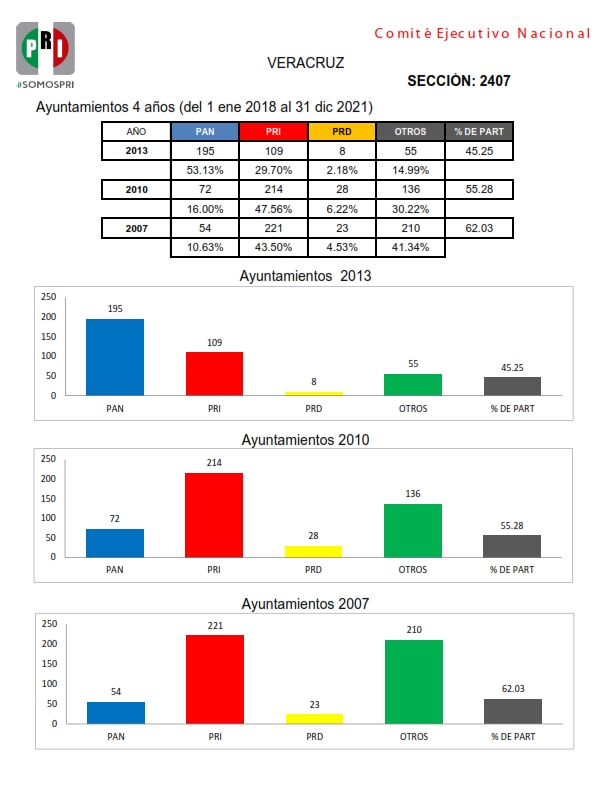 Comité Ejecutivo Nacional
PRI
#SOMOSPRI
VERACRUZ
SECCIÓN: 2407
Ayuntamientos 4 años (del 1 ene 2018 al 31 dic 2021)
AÑO PAN PRI PRD OTROS % DE PART
2013 195 109 8 55 45.25
53.13% 29.70% 2.18% 14.99%
2010 72 214 28 136 55.28
16.00% 47.56% 6.22% 30.22%
2007 54 221 23 210 62.03
10.63% 43.50% 4.53% 41.34%
Ayuntamientos 2013
250
200
150
100
50
0
195 109 8 55 45.25
PAN PRI PRD OTROS % DE PART
Ayuntamientos 2010
250
200
150
100
50
0
72 214 28 136 55.28
PAN PRI PRD OTROS % DE PART
Ayuntamientos 2007
250
200
150
100
50
0
54 221 23 210 62.03
PAN PRI PRD OTROS % DE PART